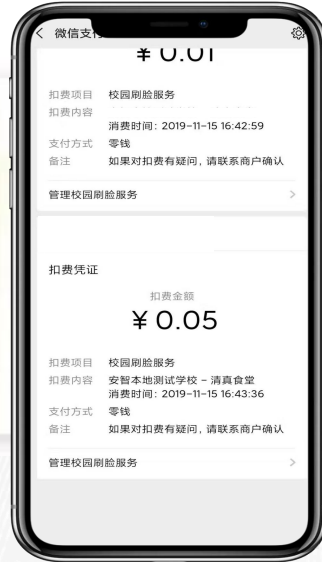 微信支付
¥ 0.01
扣费项目 校园刷脸服务
扣费内容
消费时间：2019-11-15 16:42:59
支付方式 零钱
备注 如果对扣费有疑问，请联系商户确认
管理校园刷脸服务
扣费凭证
扣费金额
¥ 0.05
扣费项目 校园刷脸服务
扣费内容 安智本地测试学校 - 清真食堂
消费时间：2019-11-15 16:43:36
支付方式 零钱
备注 如果对扣费有疑问，请联系商户确认
管理校园刷脸服务